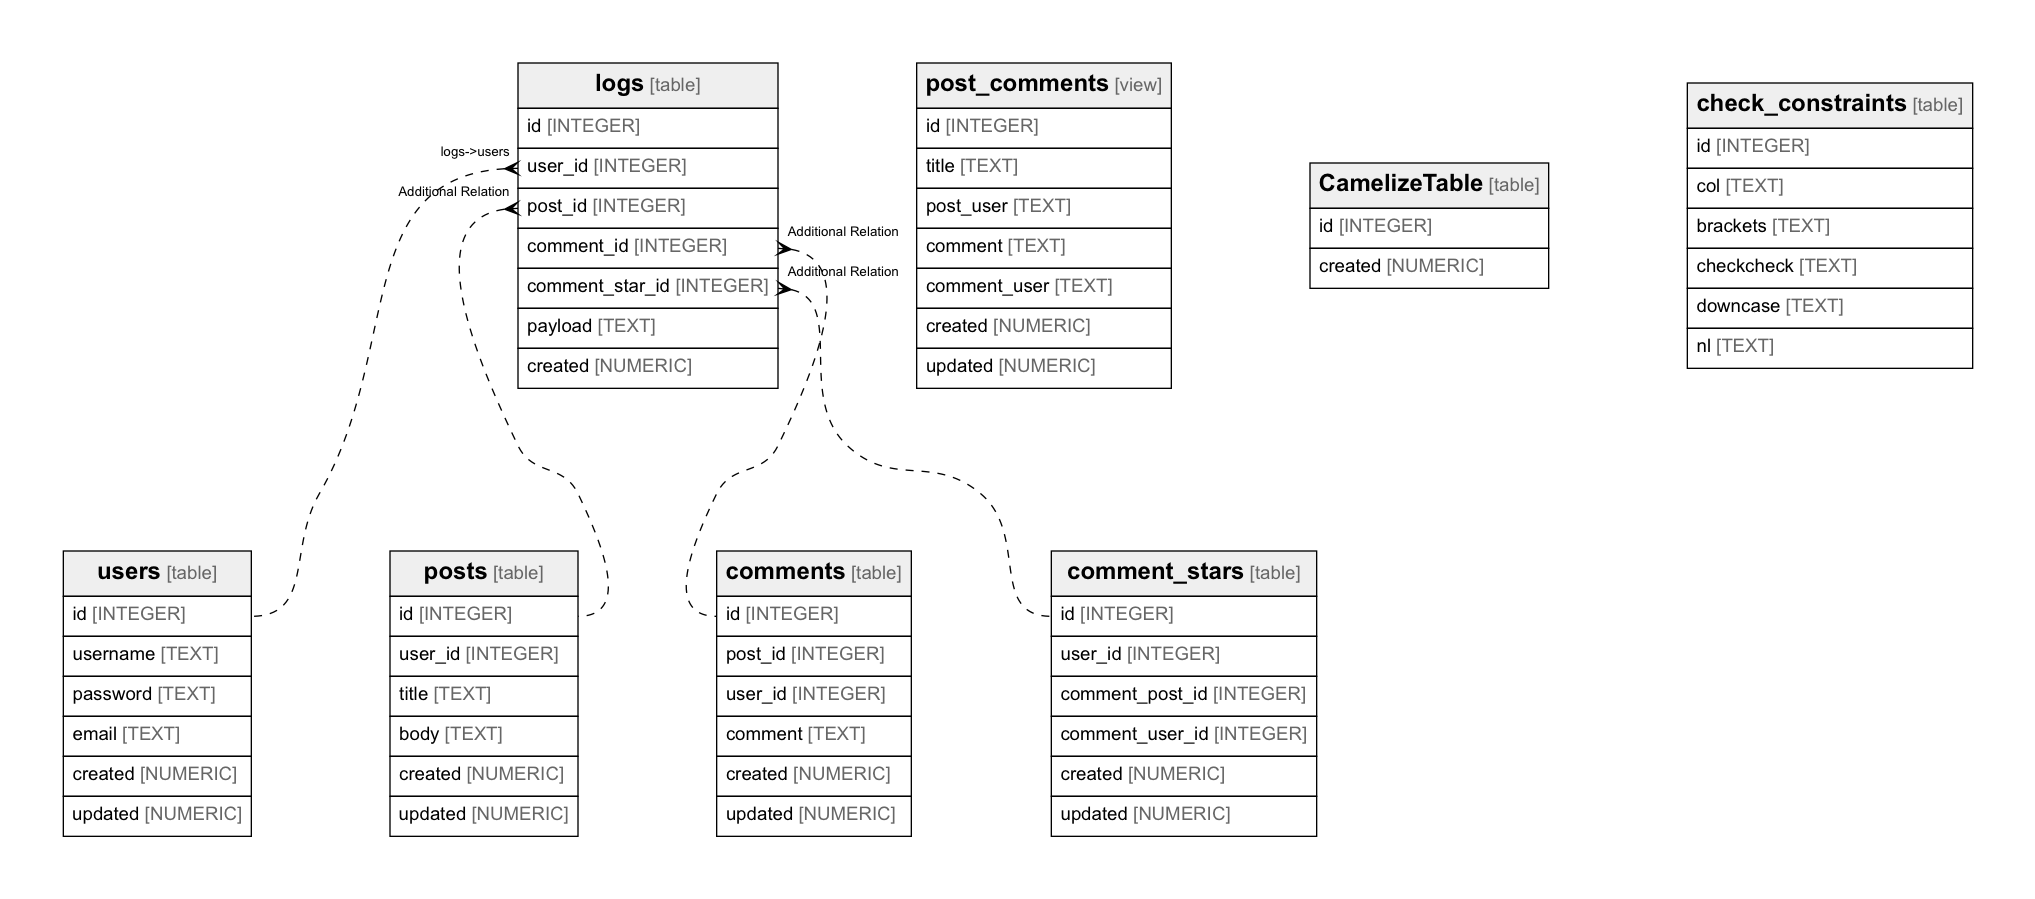 logs [table]
id [INTEGER]
user_id [INTEGER]
post_id [INTEGER]
comment_id [INTEGER]
comment_star_id [INTEGER]
payload [TEXT]
created [NUMERIC]
logs->users
Additional Relation
Additional Relation
Additional Relation
post_comments [view]
id [INTEGER]
title [TEXT]
post_user [TEXT]
comment [TEXT]
comment_user [TEXT]
created [NUMERIC]
updated [NUMERIC]
CamelizeTable [table]
id [INTEGER]
created [NUMERIC]
check_constraints [table]
id [INTEGER]
col [TEXT]
brackets [TEXT]
checkcheck [TEXT]
downcase [TEXT]
nl [TEXT]
users [table]
id [INTEGER]
username [TEXT]
password [TEXT]
email [TEXT]
created [NUMERIC]
updated [NUMERIC]
posts [table]
id [INTEGER]
user_id [INTEGER]
title [TEXT]
body [TEXT]
created [NUMERIC]
updated [NUMERIC]
comments [table]
id [INTEGER]
post_id [INTEGER]
user_id [INTEGER]
comment [TEXT]
created [NUMERIC]
updated [NUMERIC]
comment_stars [table]
id [INTEGER]
user_id [INTEGER]
comment_post_id [INTEGER]
comment_user_id [INTEGER]
created [NUMERIC]
updated [NUMERIC]